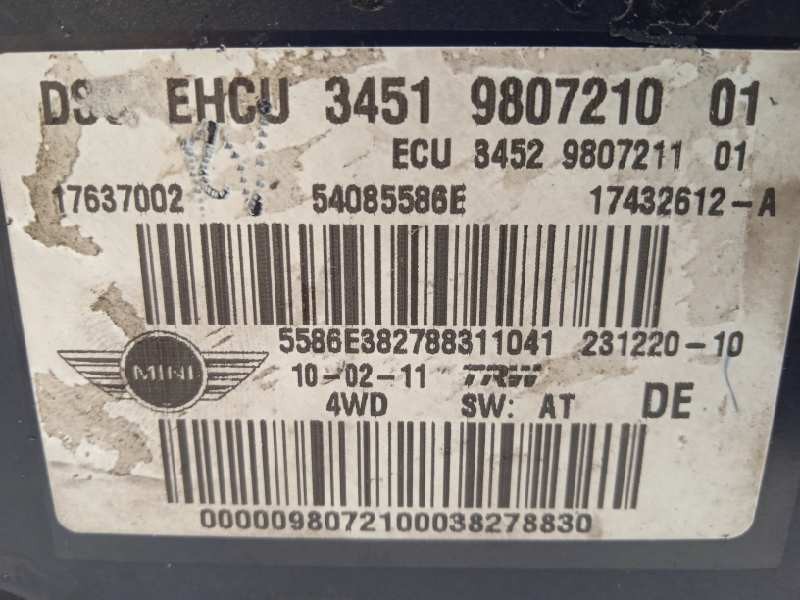 EHCU 3451 9807210 01
ECU 3452 9807211 01
17637002 54085586E 17432612-A
5586E382788311041 231220-10
MINI 10-02-11 TRW
4WD SW: AT DE
00000980721000038278830